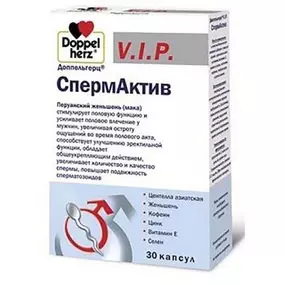 Doppel herz®
V.I.P.
Доппельгерц®
СпермАктив
Перуанский женьшень (мака)
стимулирует половую функцию и
усиливает половое влечение у
мужчин, увеличивая остроту
ощущений во время полового акта,
способствует улучшению эректильной
функции, обладает
общеукрепляющим действием,
увеличивает количество и качество
спермы, повышает подвижность
сперматозоидов
• Центелла азиатская
• Женьшень
• Кофеин
• Цинк
• Витамин Е
• Селен
30 капсул